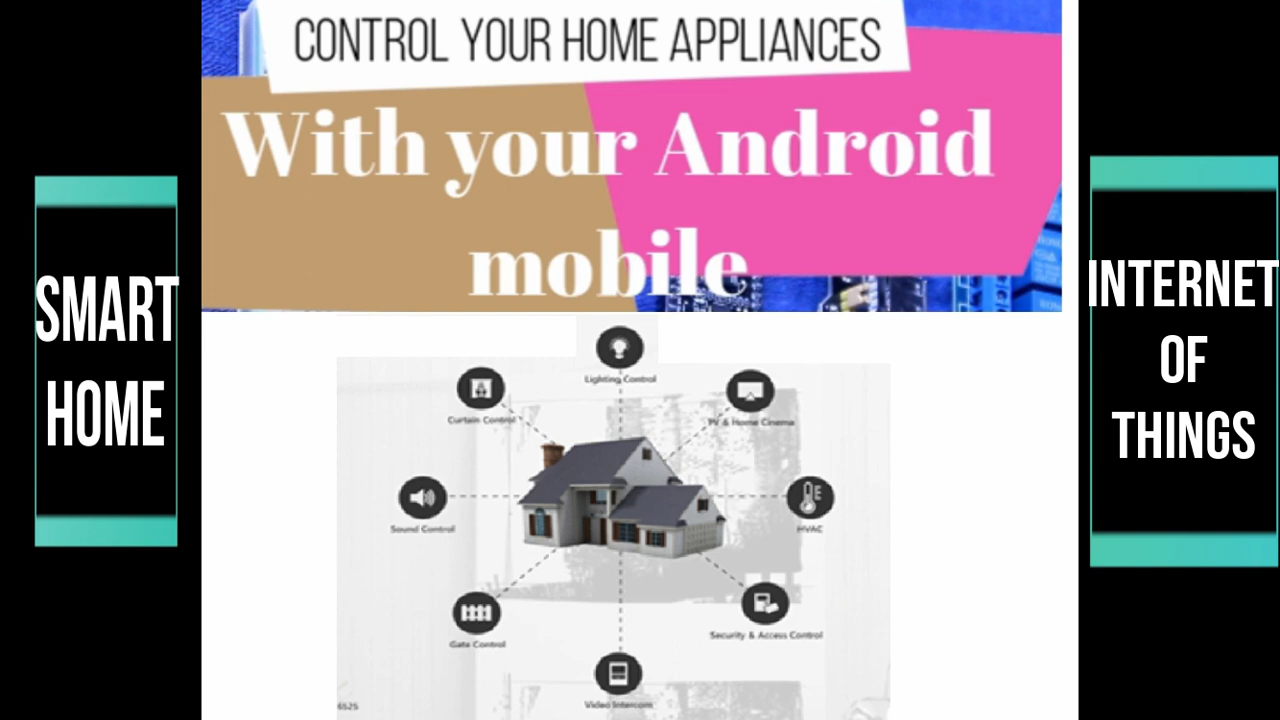 CONTROL YOUR HOME APPLIANCES
With your Android
mobile
SMART
HOME
INTERNET
OF
THINGS
Lighting Control
Curtain Control
TV & Home Cinema
Sound Control
HVAC
Gate Control
Security & Access Control
Video Intercom
6525